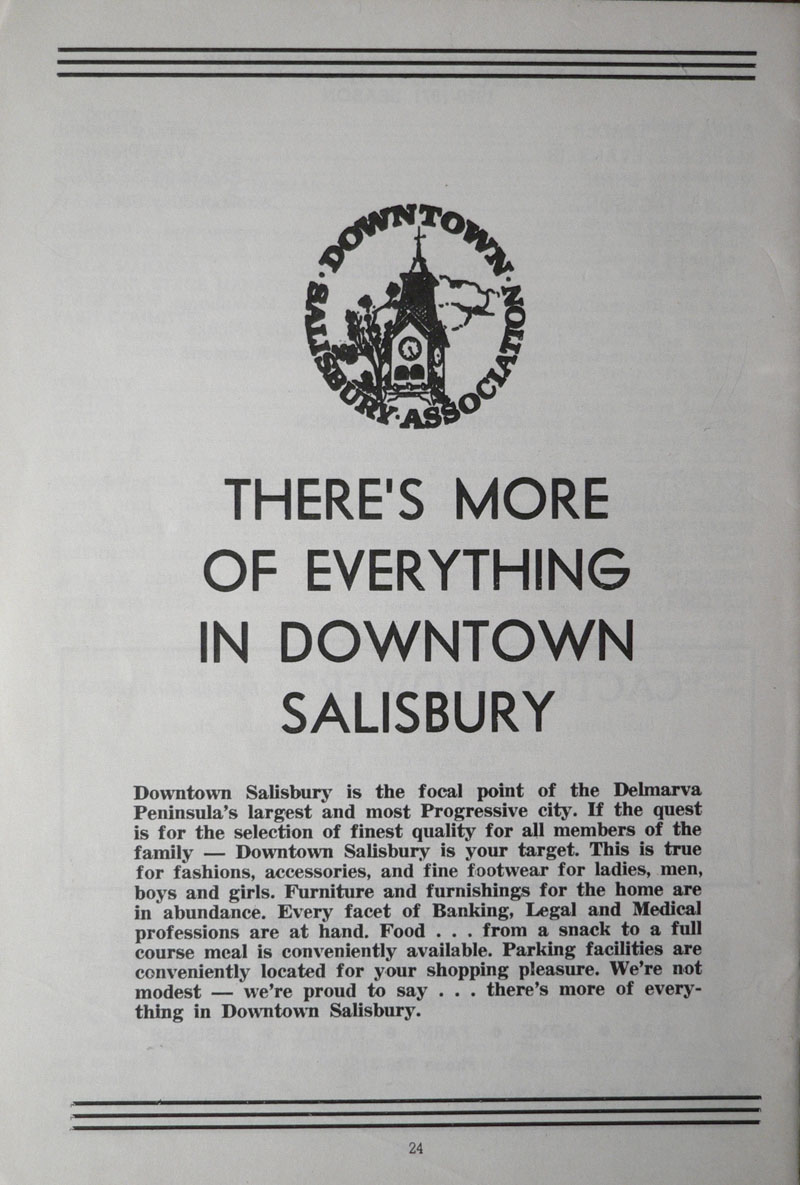 DOWNTOWN · SALISBURY · ASSOCIATION ·
THERE'S MORE
OF EVERYTHING
IN DOWNTOWN
SALISBURY
Downtown Salisbury is the focal point of the Delmarva
Peninsula's largest and most Progressive city. If the quest
is for the selection of finest quality for all members of the
family — Downtown Salisbury is your target. This is true
for fashions, accessories, and fine footwear for ladies, men,
boys and girls. Furniture and furnishings for the home are
in abundance. Every facet of Banking, Legal and Medical
professions are at hand. Food . . . from a snack to a full
course meal is conveniently available. Parking facilities are
conveniently located for your shopping pleasure. We're not
modest — we're proud to say . . . there's more of every-
thing in Downtown Salisbury.
24